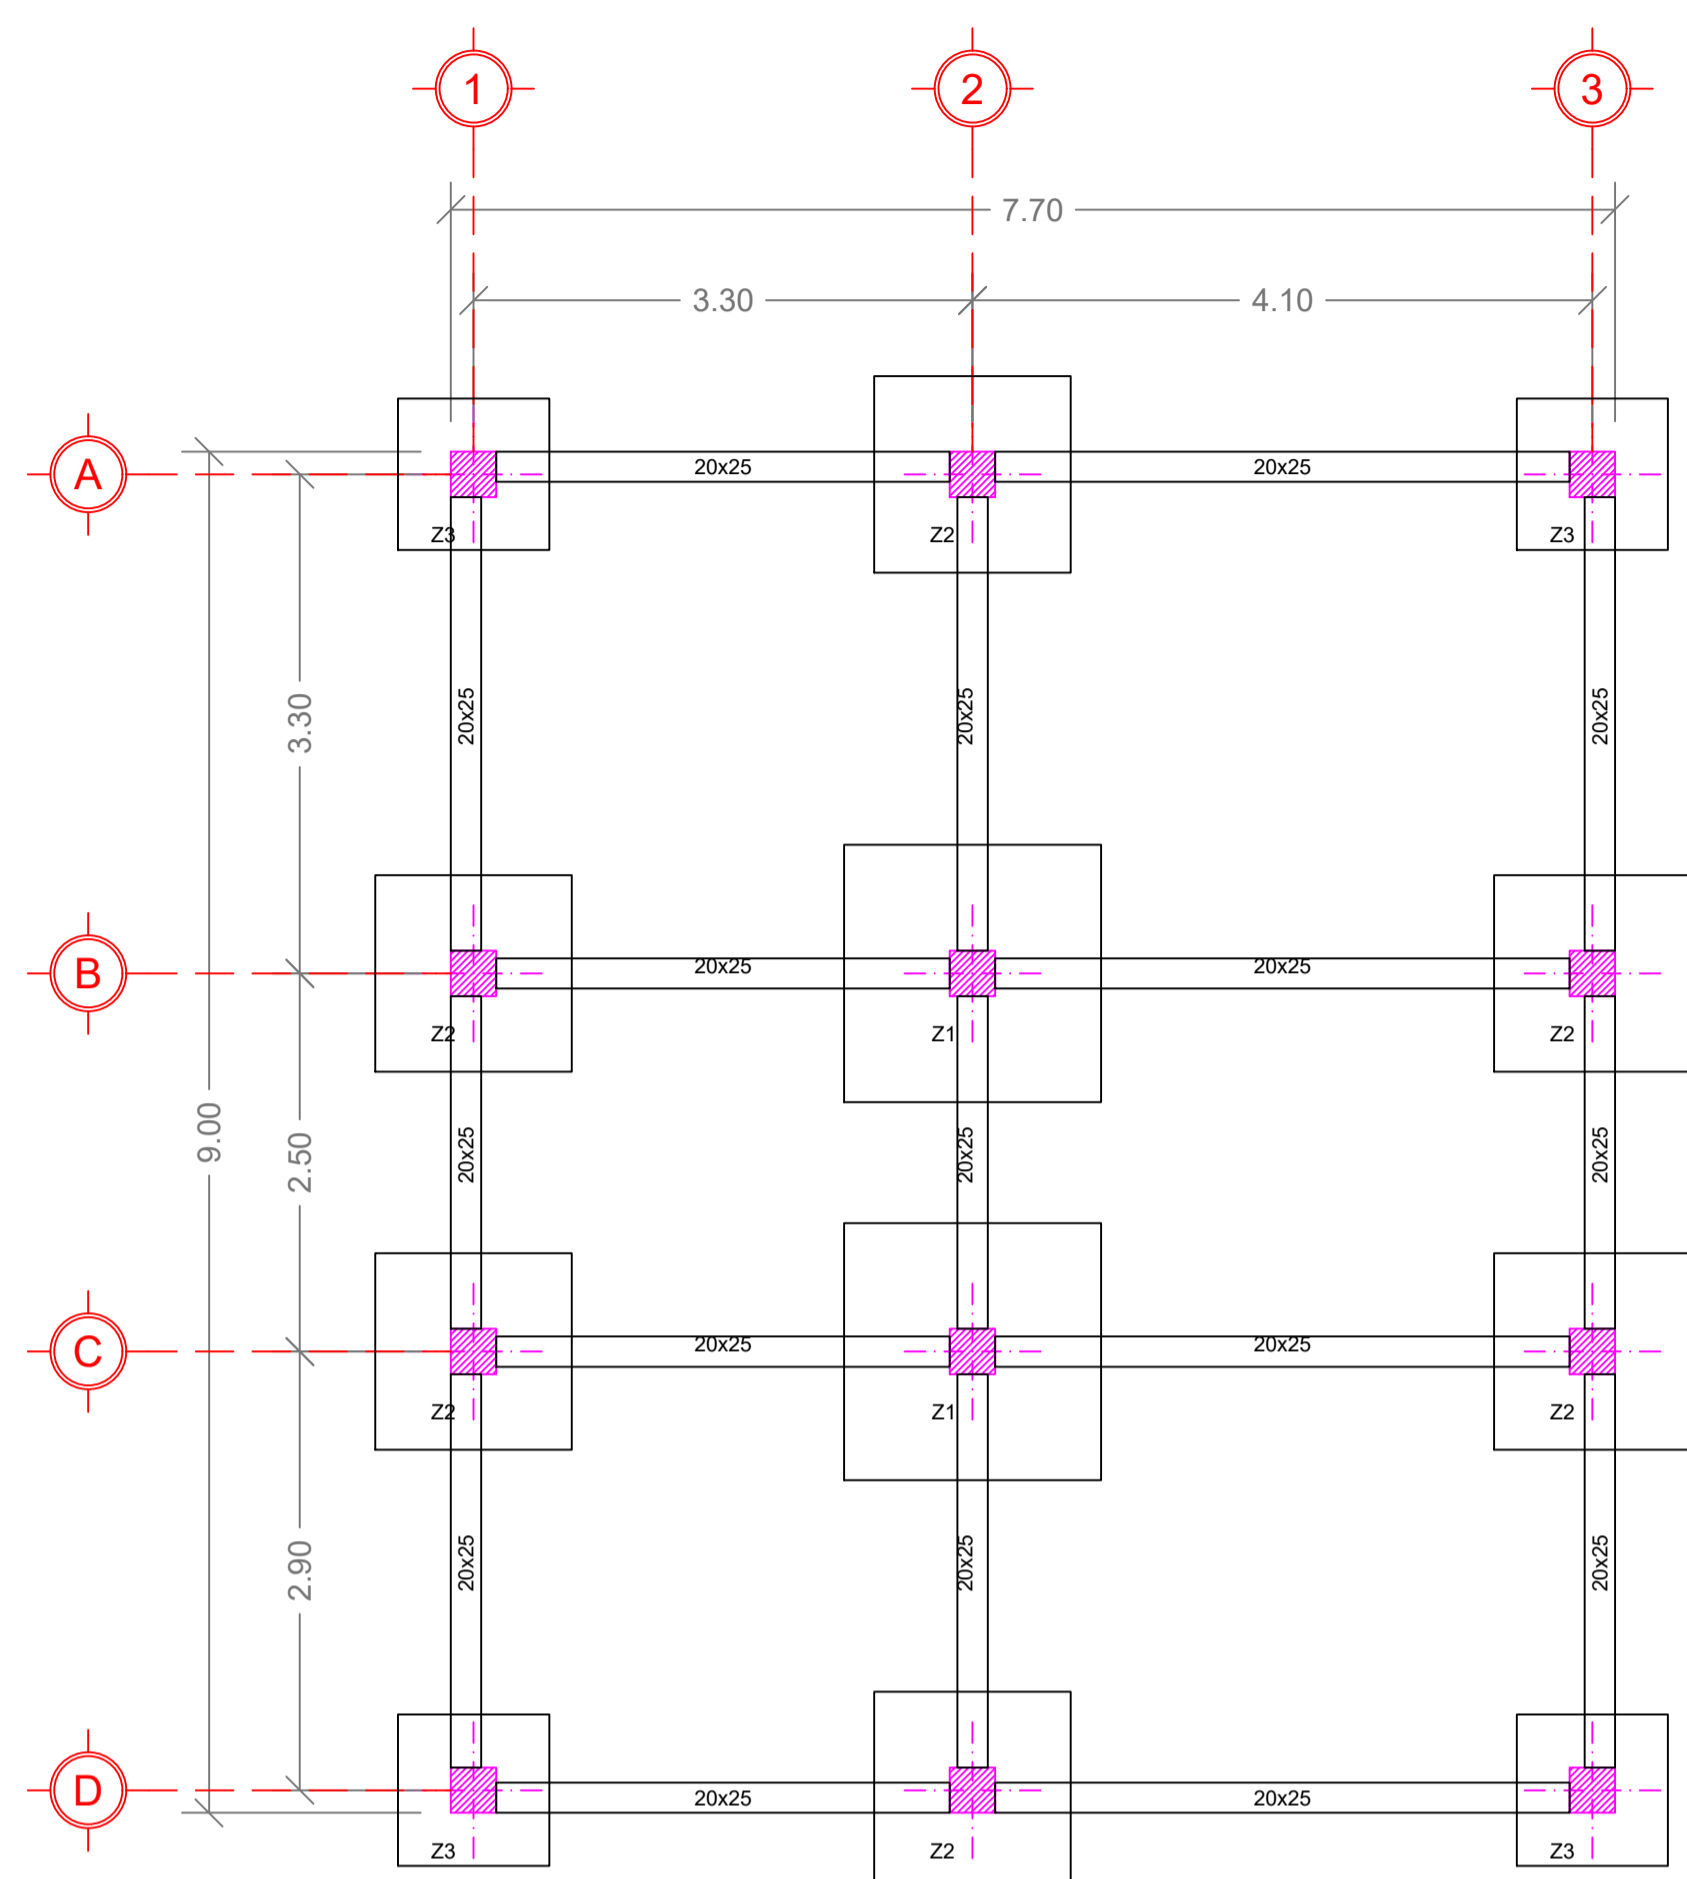 1 2 3
7.70
3.30 4.10
A 20x25 20x25
Z3 Z2 Z3
3.30 20x25 20x25 20x25
B 20x25 20x25
Z2 Z1 Z2
9.00 2.50 20x25 20x25 20x25
C 20x25 20x25
Z2 Z1 Z2
2.90 20x25 20x25 20x25
D 20x25 20x25
Z3 Z2 Z3